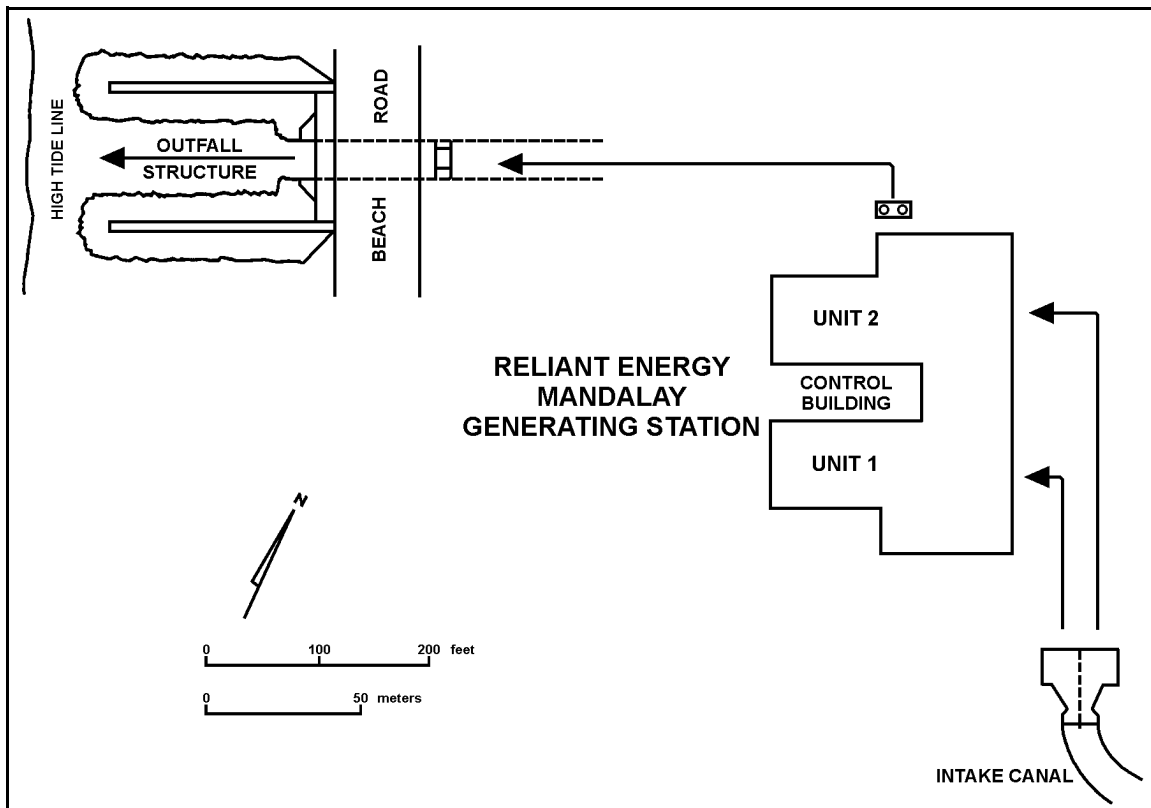 HIGH TIDE LINE
OUTFALL
STRUCTURE
ROAD
BEACH
UNIT 2
CONTROL
BUILDING
UNIT 1
RELIANT ENERGY
MANDALAY
GENERATING STATION
N
0 100 200 feet
0 50 meters
INTAKE CANAL